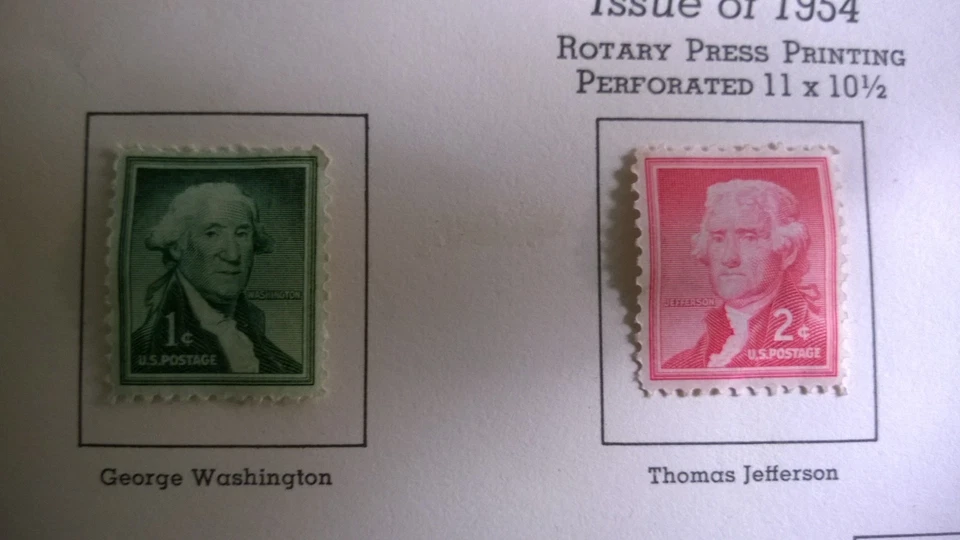 Issue of 1954
ROTARY PRESS PRINTING
PERFORATED 11 x 10½
WASHINGTON
1¢
U.S. POSTAGE
JEFFERSON
2¢
U.S. POSTAGE
George Washington
Thomas Jefferson